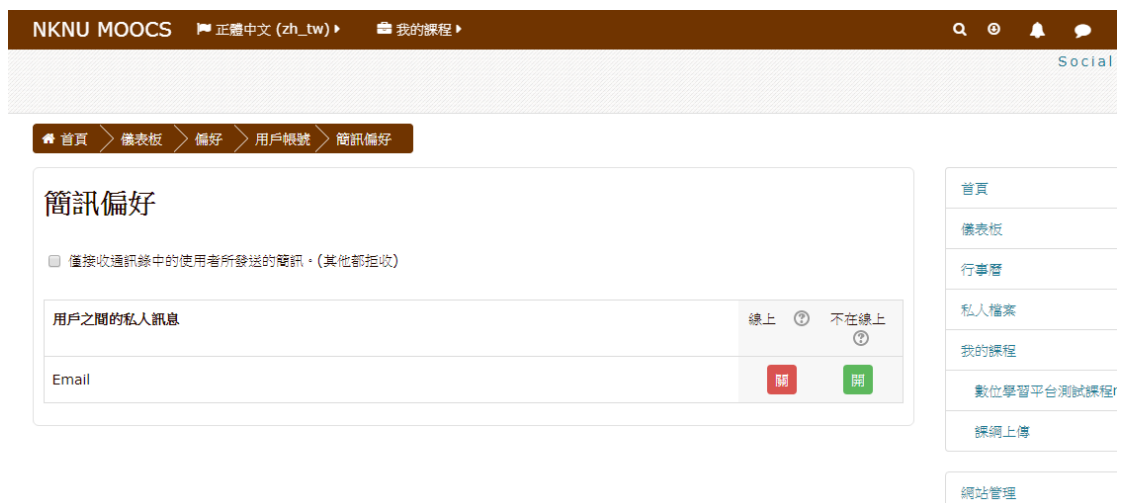 NKNU MOOCS 正體中文 (zh_tw) 我的課程
Social
首頁 儀表板 偏好 用戶帳號 簡訊偏好
簡訊偏好
僅接收通訊錄中的使用者所發送的簡訊。(其他都拒收)
用戶之間的私人訊息 線上 不在線上
Email 關 開
首頁
儀表板
行事曆
私人檔案
我的課程
數位學習平台測試課程
課綱上傳
網站管理